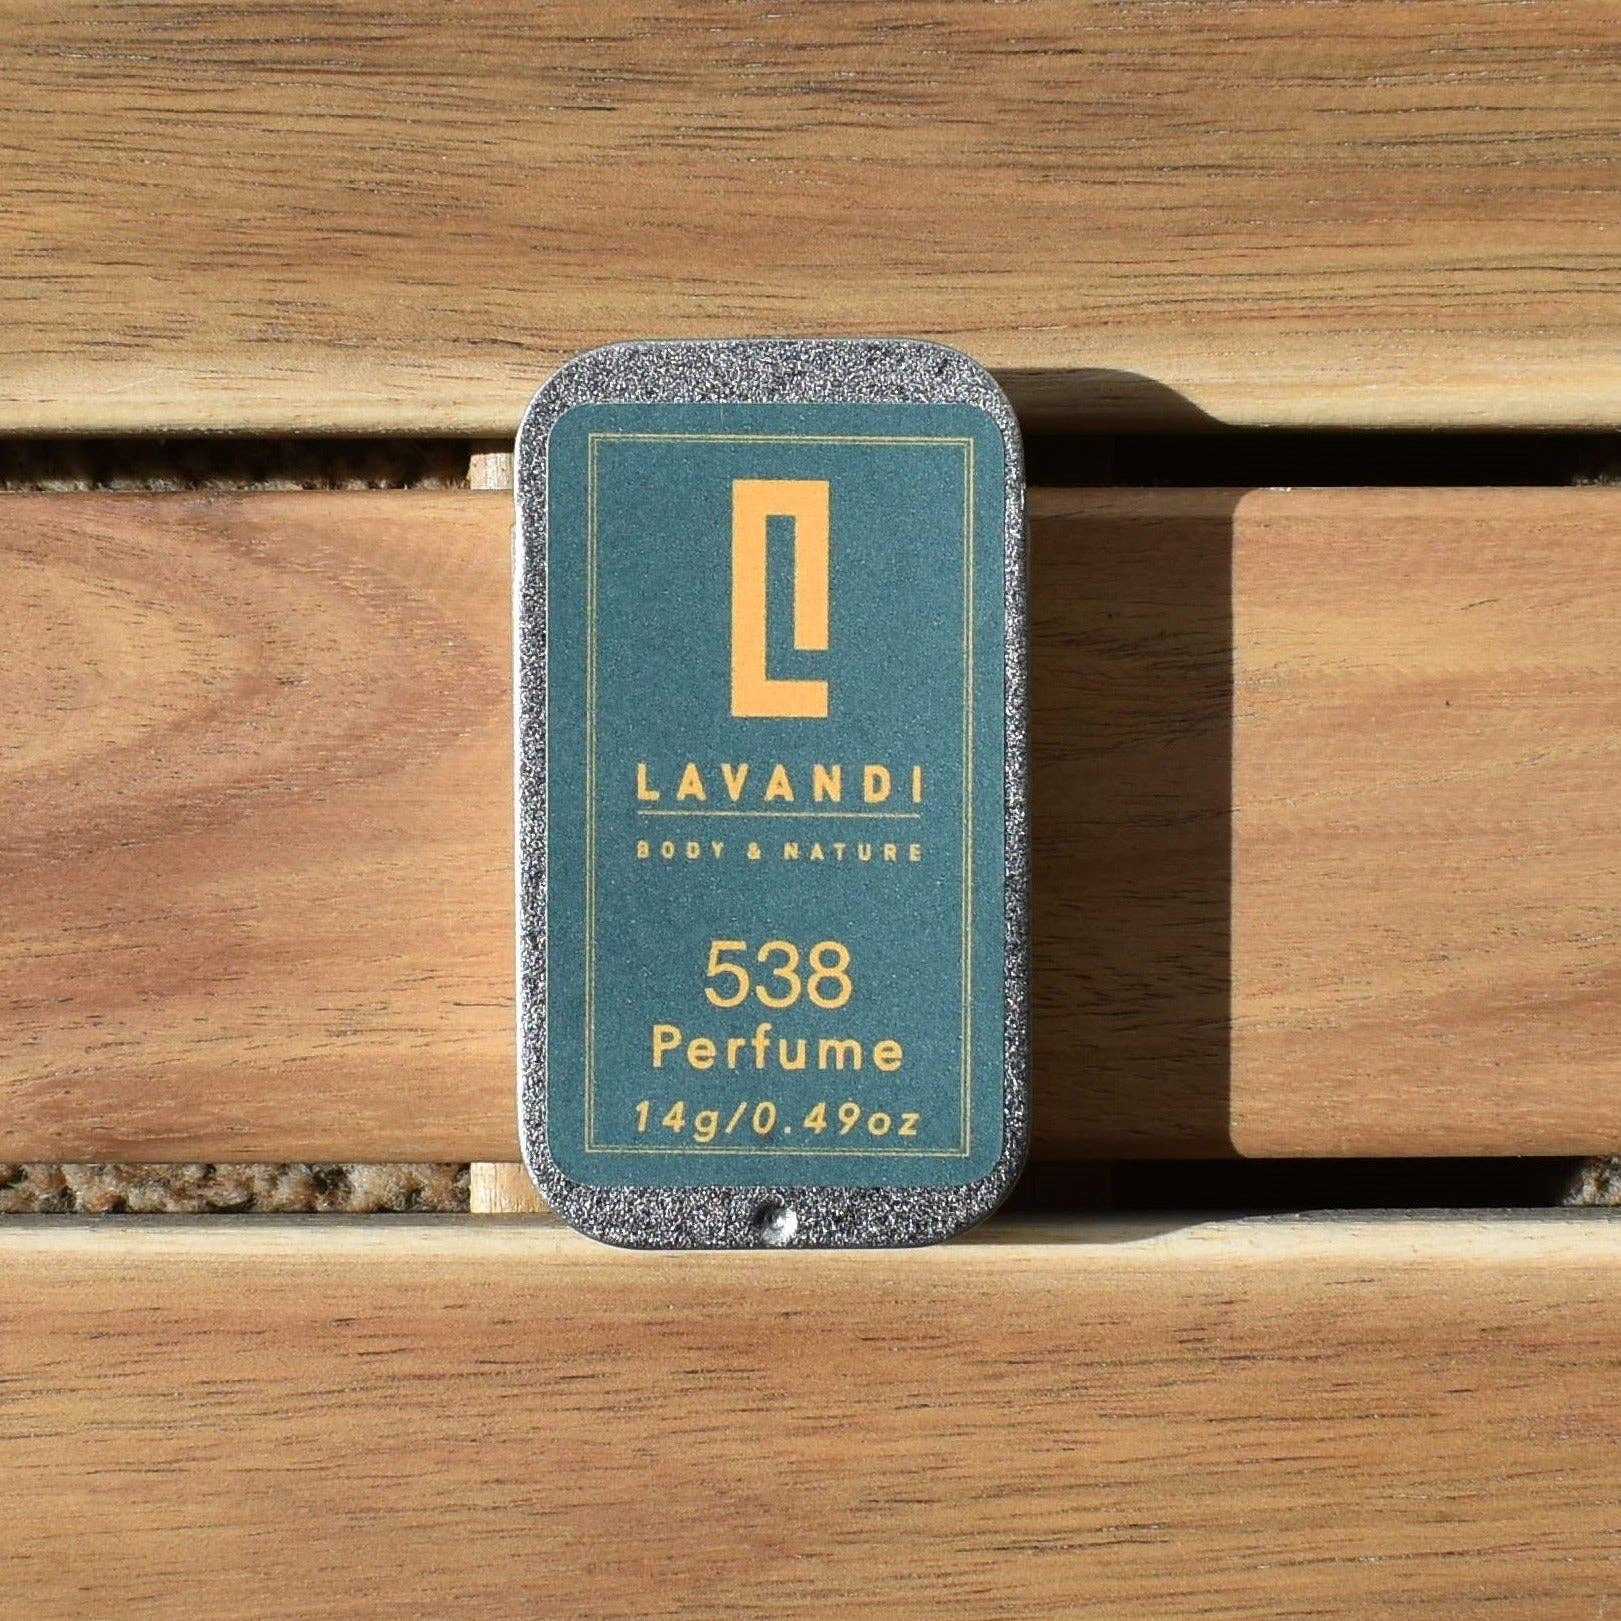 LAVANDI
BODY & NATURE
538
Perfume
14g/0.49oz